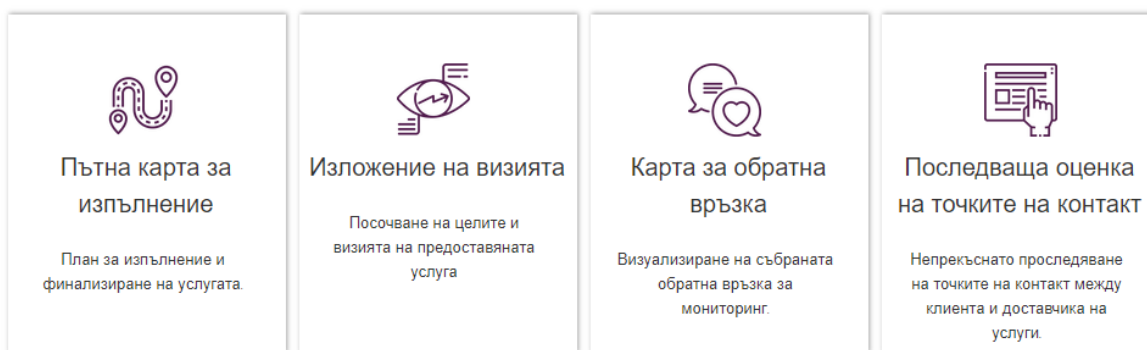 Пътна карта за
изпълнение
План за изпълнение и
финализиране на услугата.
Изложение на визията
Посочване на целите и
визията на предоставяната
услуга
Карта за обратна
връзка
Визуализиране на събраната
обратна връзка за
мониторинг.
Последваща оценка
на точките на контакт
Непрекъснато проследяване
на точките на контакт между
клиента и доставчика на
услуги.